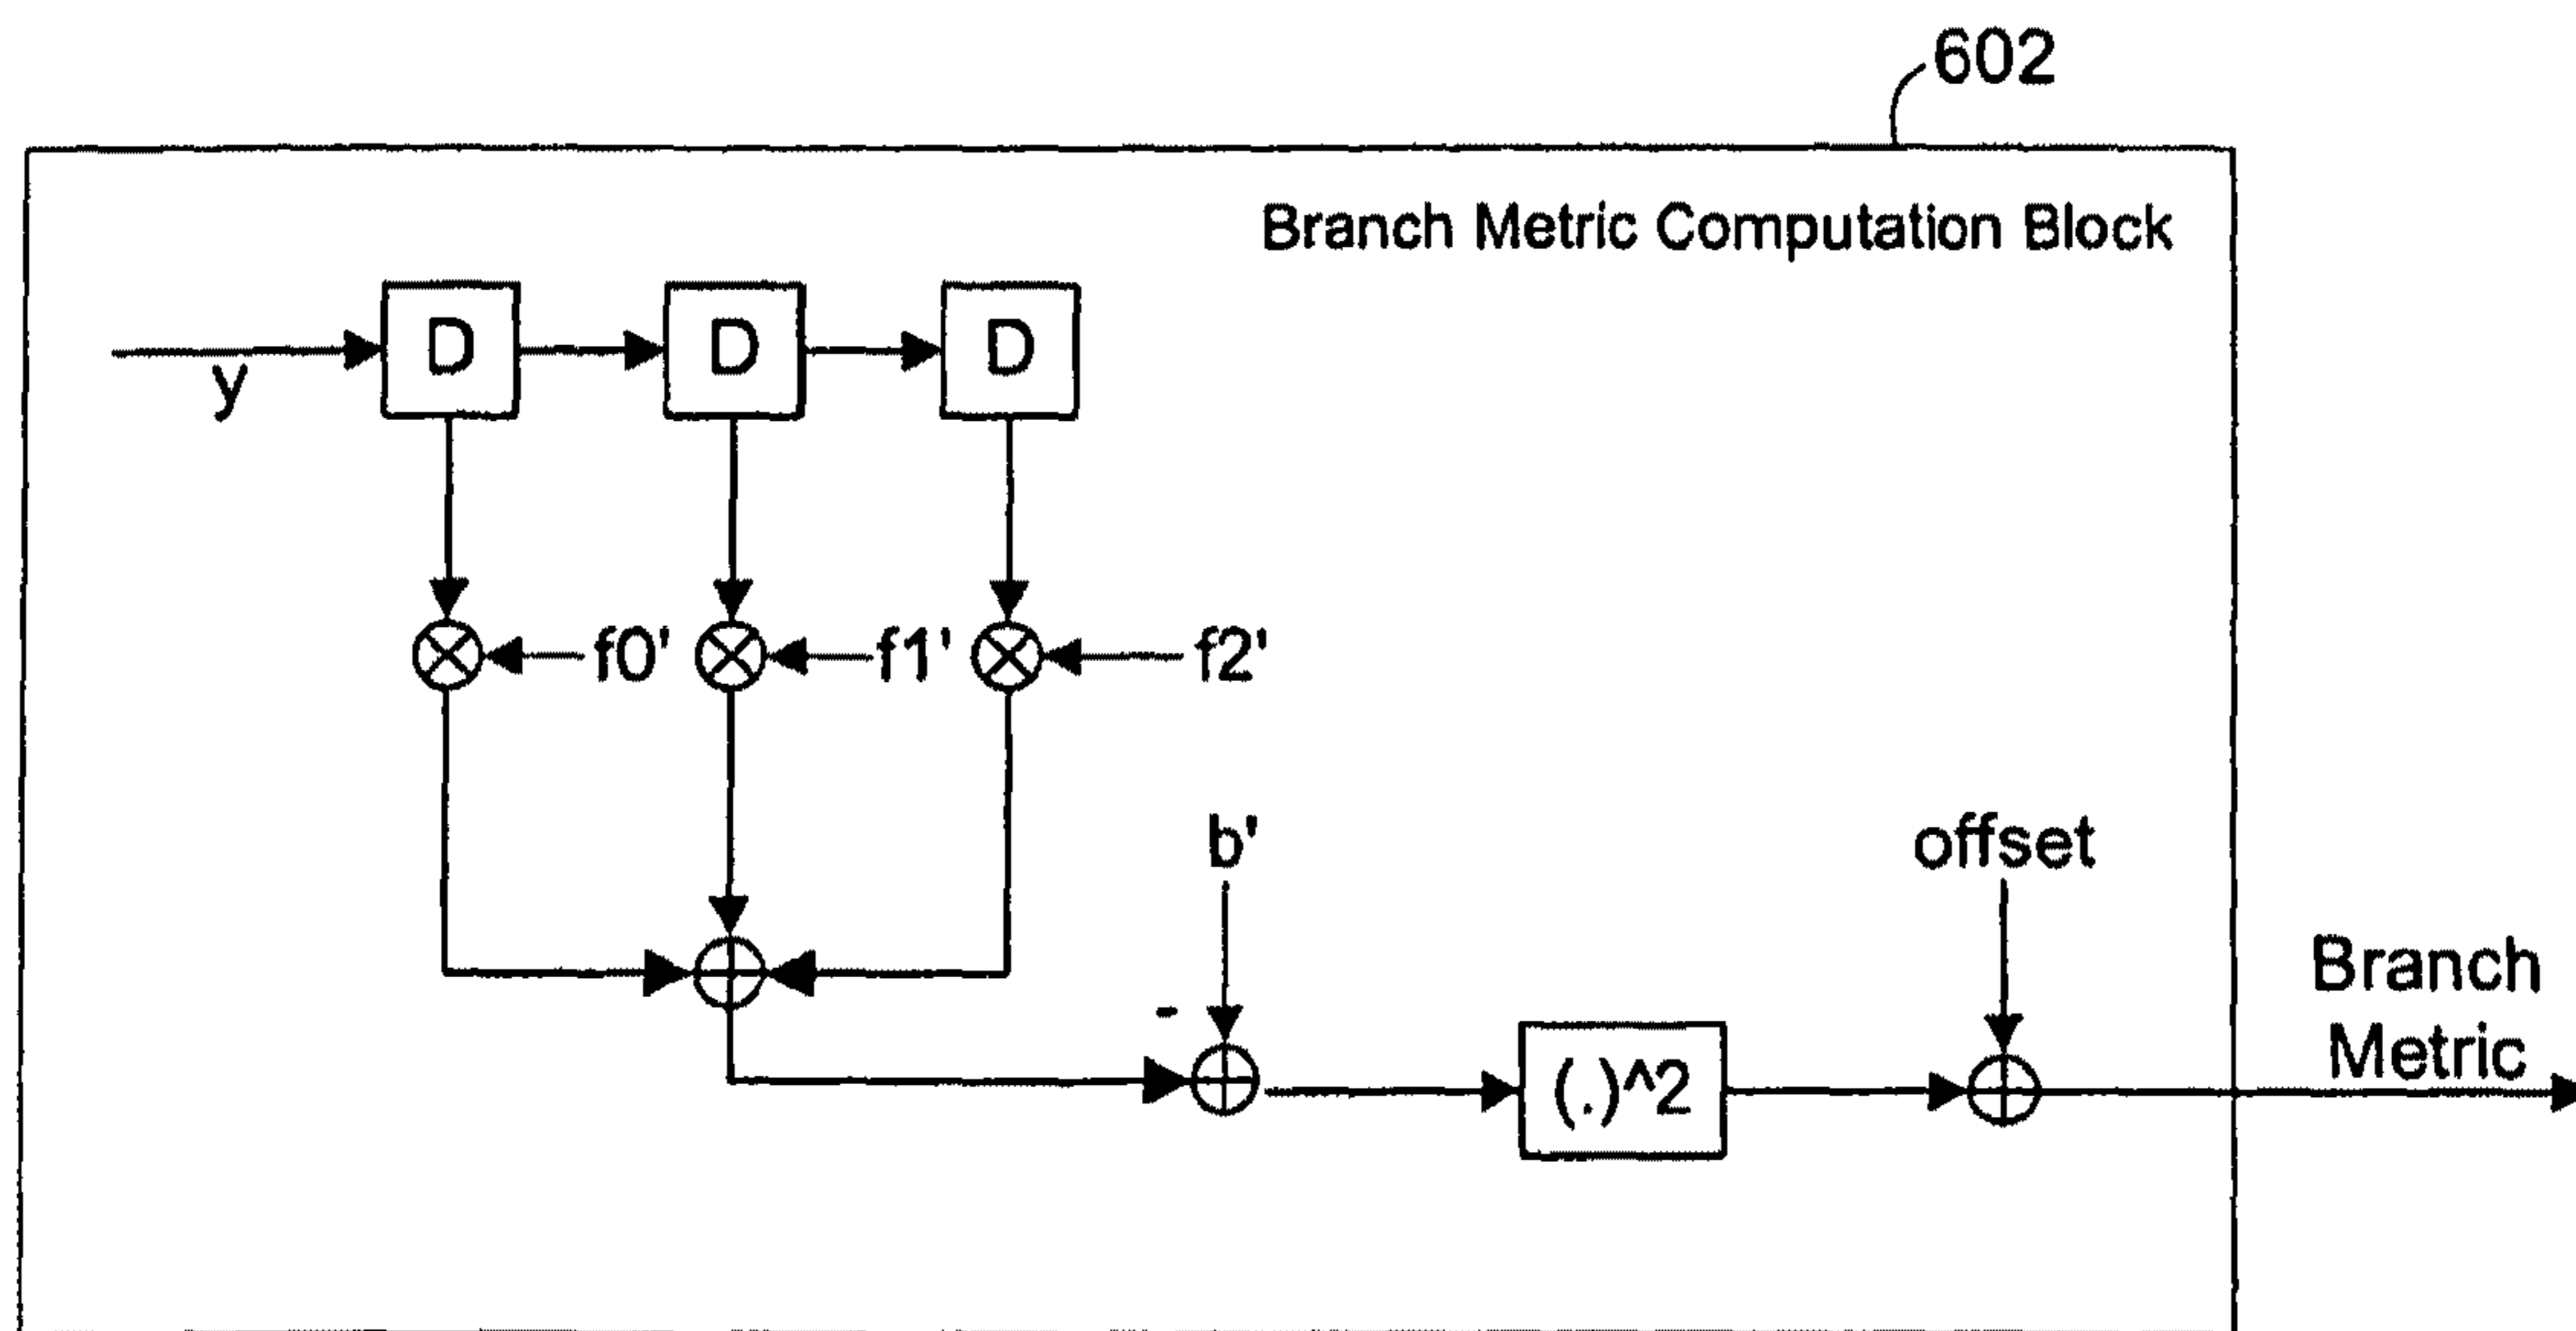 602
Branch Metric Computation Block
D D D
y
f0' f1' f2'
b' offset
-
(.)^2
Branch
Metric